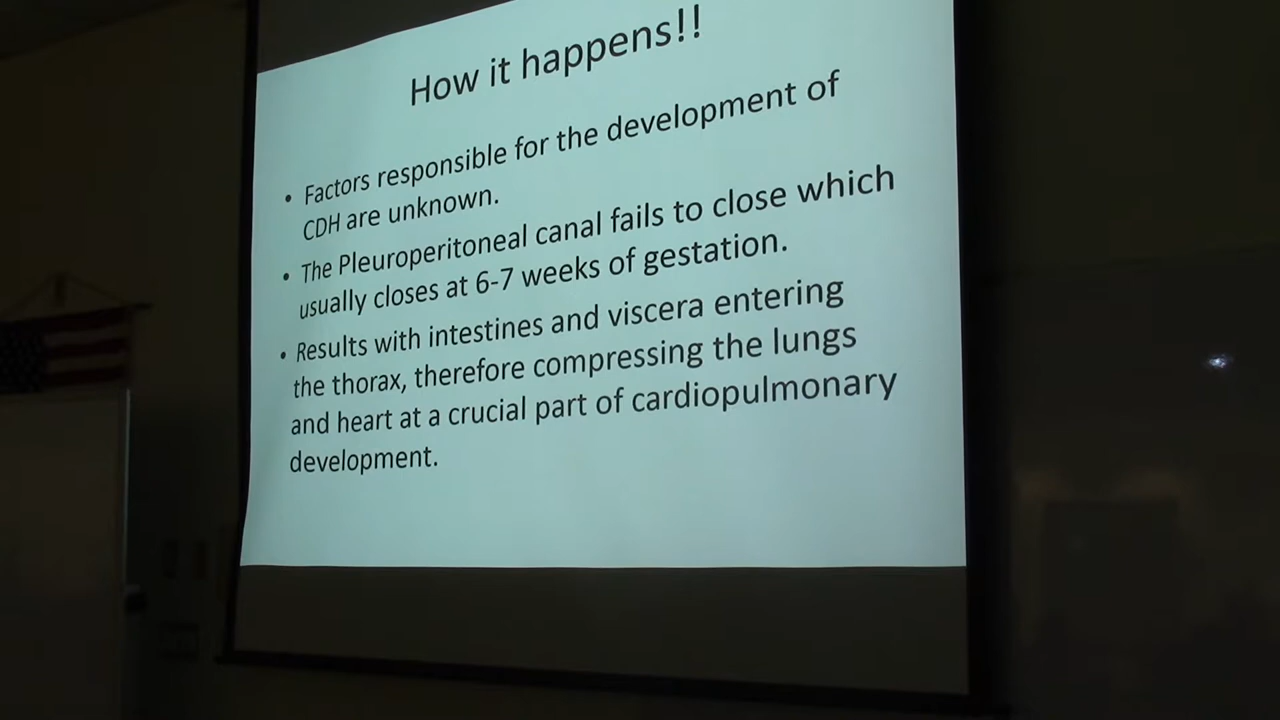 How it happens!!
• Factors responsible for the development of
CDH are unknown.
• The Pleuroperitoneal canal fails to close which
usually closes at 6-7 weeks of gestation.
• Results with intestines and viscera entering
the thorax, therefore compressing the lungs
and heart at a crucial part of cardiopulmonary
development.